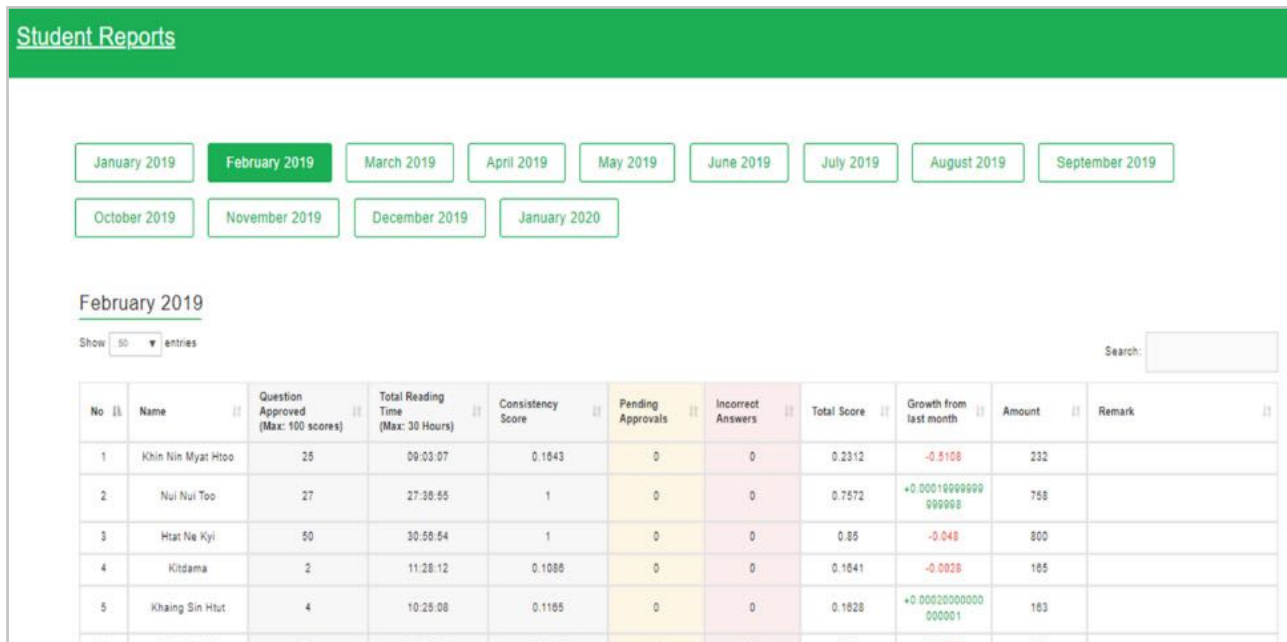 Student Reports
January 2019 February 2019 March 2019 April 2019 May 2019 June 2019 July 2019 August 2019 September 2019
October 2019 November 2019 December 2019 January 2020
February 2019
Show 50 entries
Search:
No Name Question Approved (Max: 100 scores) Total Reading Time (Max: 30 Hours) Consistency Score Pending Approvals Incorrect Answers Total Score Growth from last month Amount Remark
1 Khin Nin Myat Htoo 25 09:03:07 0.1643 0 0 0.2312 -0.5108 232
2 Nui Nui Too 27 27:36:55 1 0 0 0.7572 +0.00019999999999998 758
3 Htat Ne Kyi 50 30:56:54 1 0 0 0.85 -0.048 800
4 Kitdama 2 11:28:12 0.1086 0 0 0.1641 -0.0028 165
5 Khaing Sin Htut 4 10:25:08 0.1165 0 0 0.1628 +0.00020000000000001 163